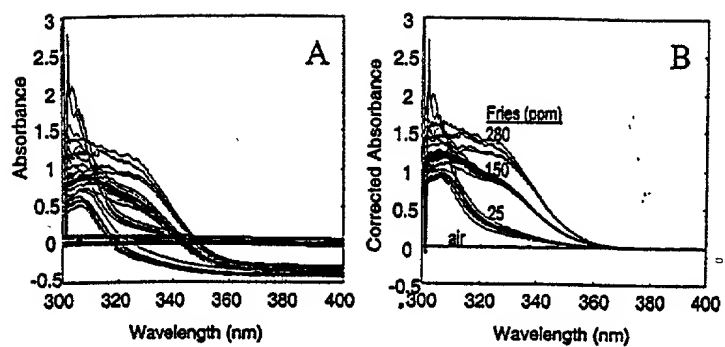 A
Absorbance
3
2.5
2
1.5
1
0.5
0
-0.5
300 320 340 360 380 400
Wavelength (nm)
B
Corrected Absorbance
3
2.5
2
1.5
1
0.5
0
-0.5
Fries (ppm)
280
150
25
air
300 320 340 360 380 400
Wavelength (nm)